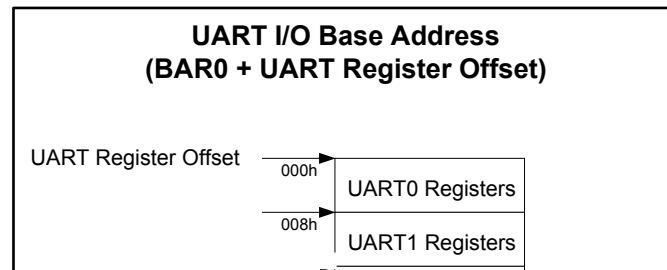 UART I/O Base Address
(BAR0 + UART Register Offset)
UART Register Offset
000h
UART0 Registers
008h
UART1 Registers